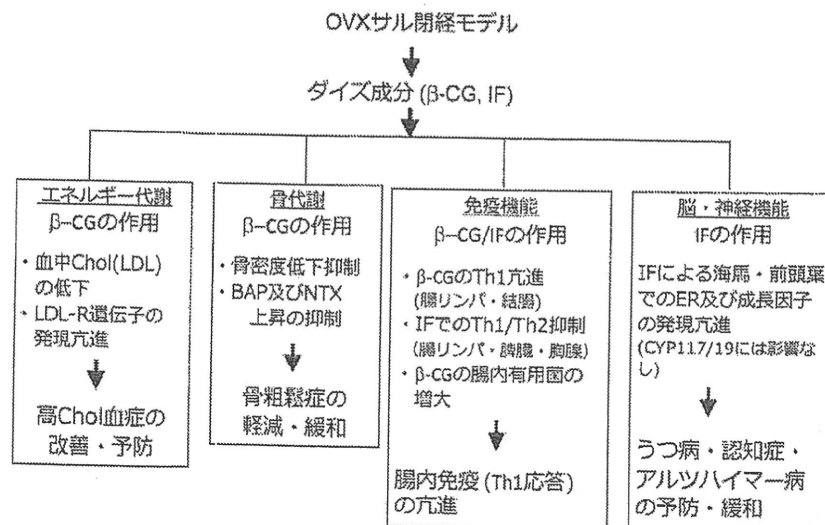 OVXサル閉経モデル
ダイズ成分 (β-CG, IF)
エネルギー代謝
β-CGの作用
・血中Chol(LDL)
の低下
・LDL-R遺伝子の
発現亢進
高Chol血症の
改善・予防
骨代謝
β-CGの作用
・骨密度低下抑制
・BAP及びNTX
上昇の抑制
骨粗鬆症の
軽減・緩和
免疫機能
β-CG/IFの作用
・β-CGのTh1亢進
(腸リンパ・結腸)
・IFでのTh1/Th2抑制
(腸リンパ・脾臓・胸腺)
・β-CGの腸内有用菌の
増大
腸内免疫 (Th1応答)
の亢進
脳・神経機能
IFの作用
IFによる海馬・前頭葉
でのER及び成長因子
の発現亢進
(CYP117/19には影響な
し)
うつ病・認知症・
アルツハイマー病
の予防・緩和